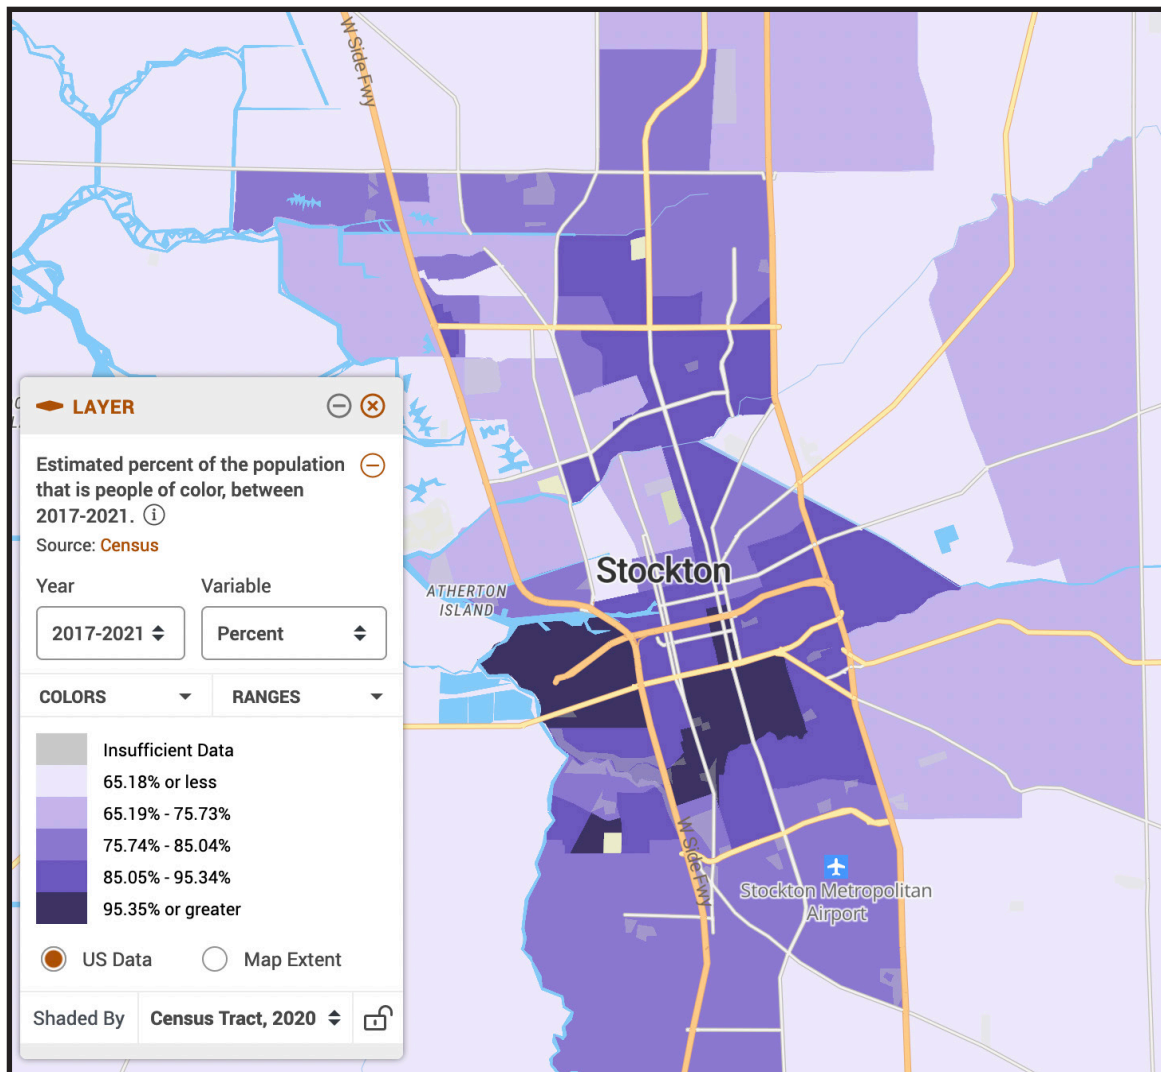 W Side Fwy
LAYER
Estimated percent of the population
that is people of color, between
2017-2021.
Source: Census
Year
Variable
2017-2021
Percent
COLORS
RANGES
Insufficient Data
65.18% or less
65.19% - 75.73%
75.74% - 85.04%
85.05% - 95.34%
95.35% or greater
US Data
Map Extent
Shaded By
Census Tract, 2020
Stockton
ATHERTON
ISLAND
W Side Fwy
Stockton Metropolitan
Airport